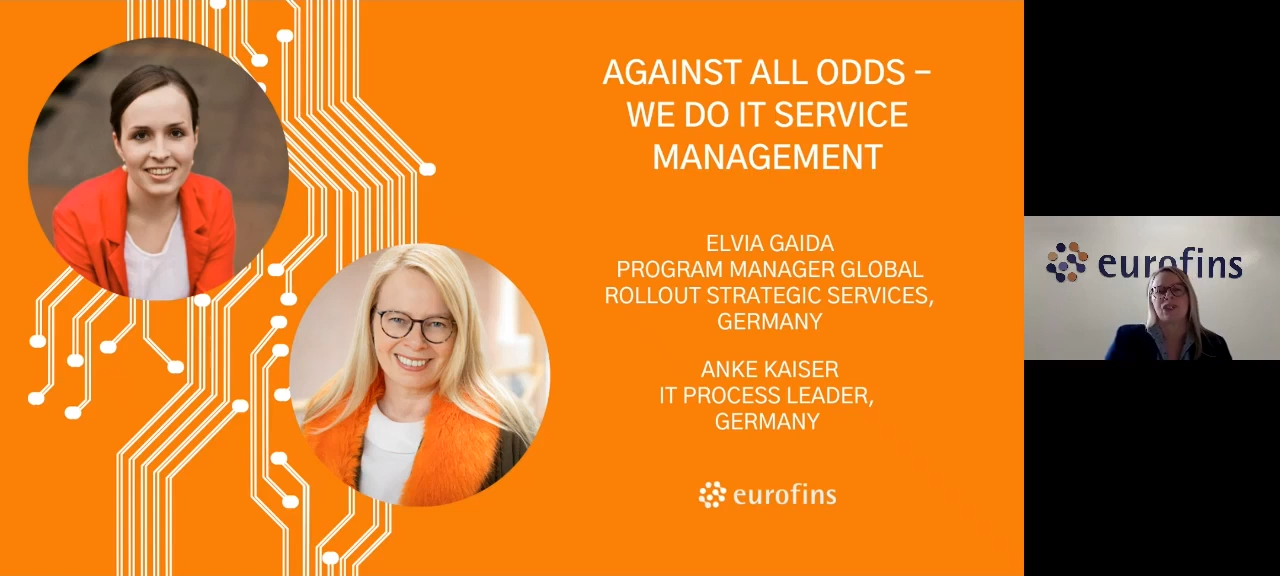 AGAINST ALL ODDS –
WE DO IT SERVICE
MANAGEMENT
ELVIA GAIDA
PROGRAM MANAGER GLOBAL
ROLLOUT STRATEGIC SERVICES,
GERMANY
ANKE KAISER
IT PROCESS LEADER,
GERMANY
eurofins
eurofins